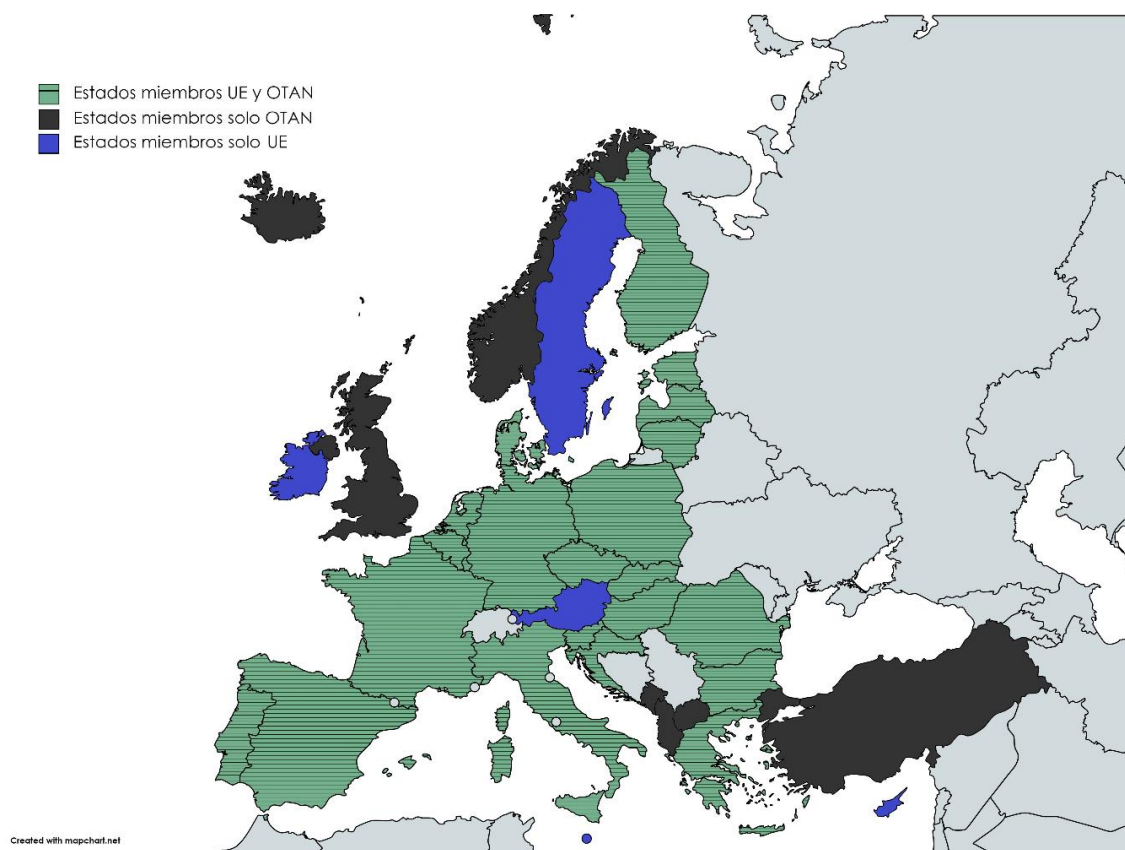 Estados miembros UE y OTAN
Estados miembros solo OTAN
Estados miembros solo UE
Created with mapchart.net